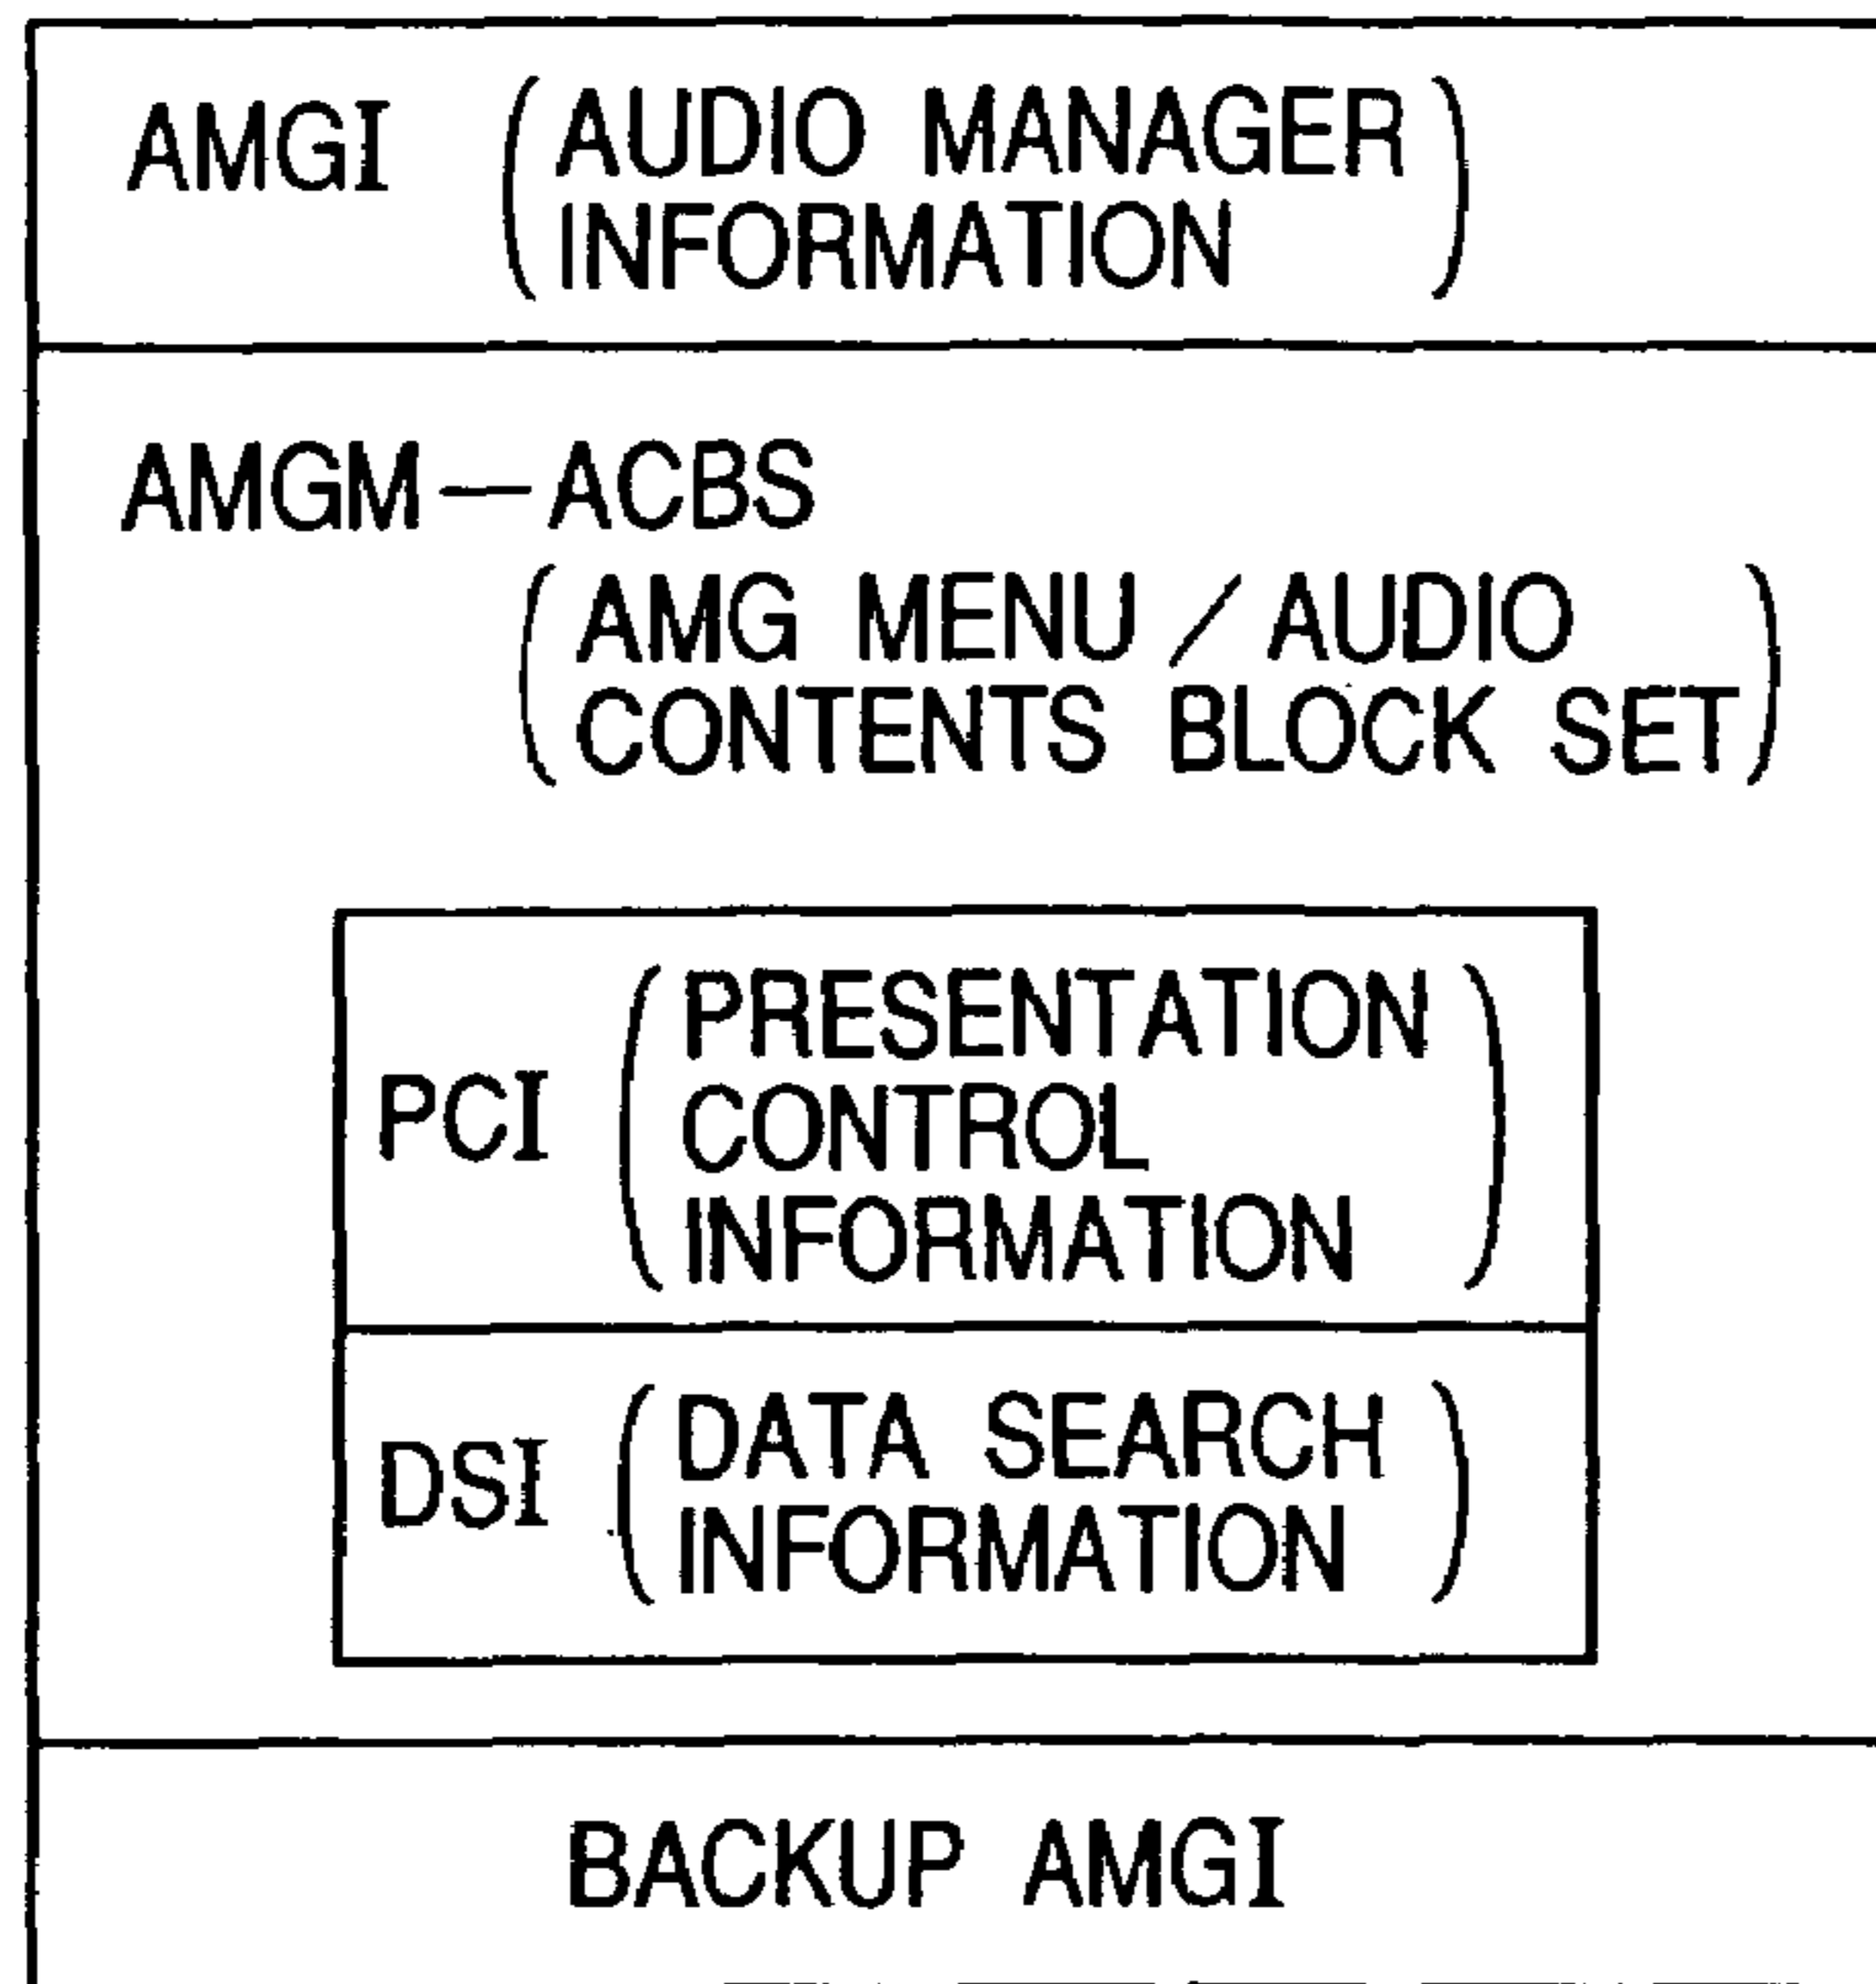 AMGI (AUDIO MANAGER
INFORMATION)
AMGM—ACBS
(AMG MENU/AUDIO
CONTENTS BLOCK SET)
PRESENTATION
PCI (CONTROL
INFORMATION)
DSI (DATA SEARCH
INFORMATION)
BACKUP AMGI